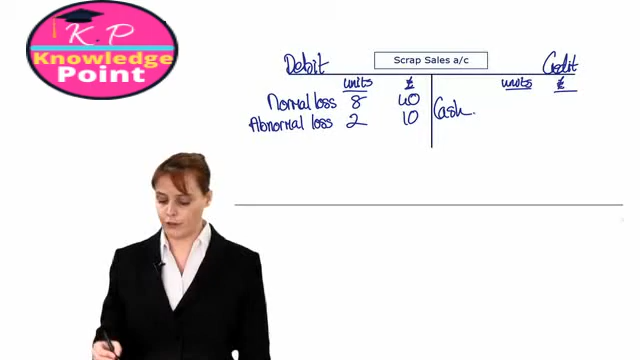 K.P
Knowledge
Point
Scrap Sales a/c
Debit Credit
units £ units £
Normal loss 8 40 Cash.
Abnormal loss 2 10